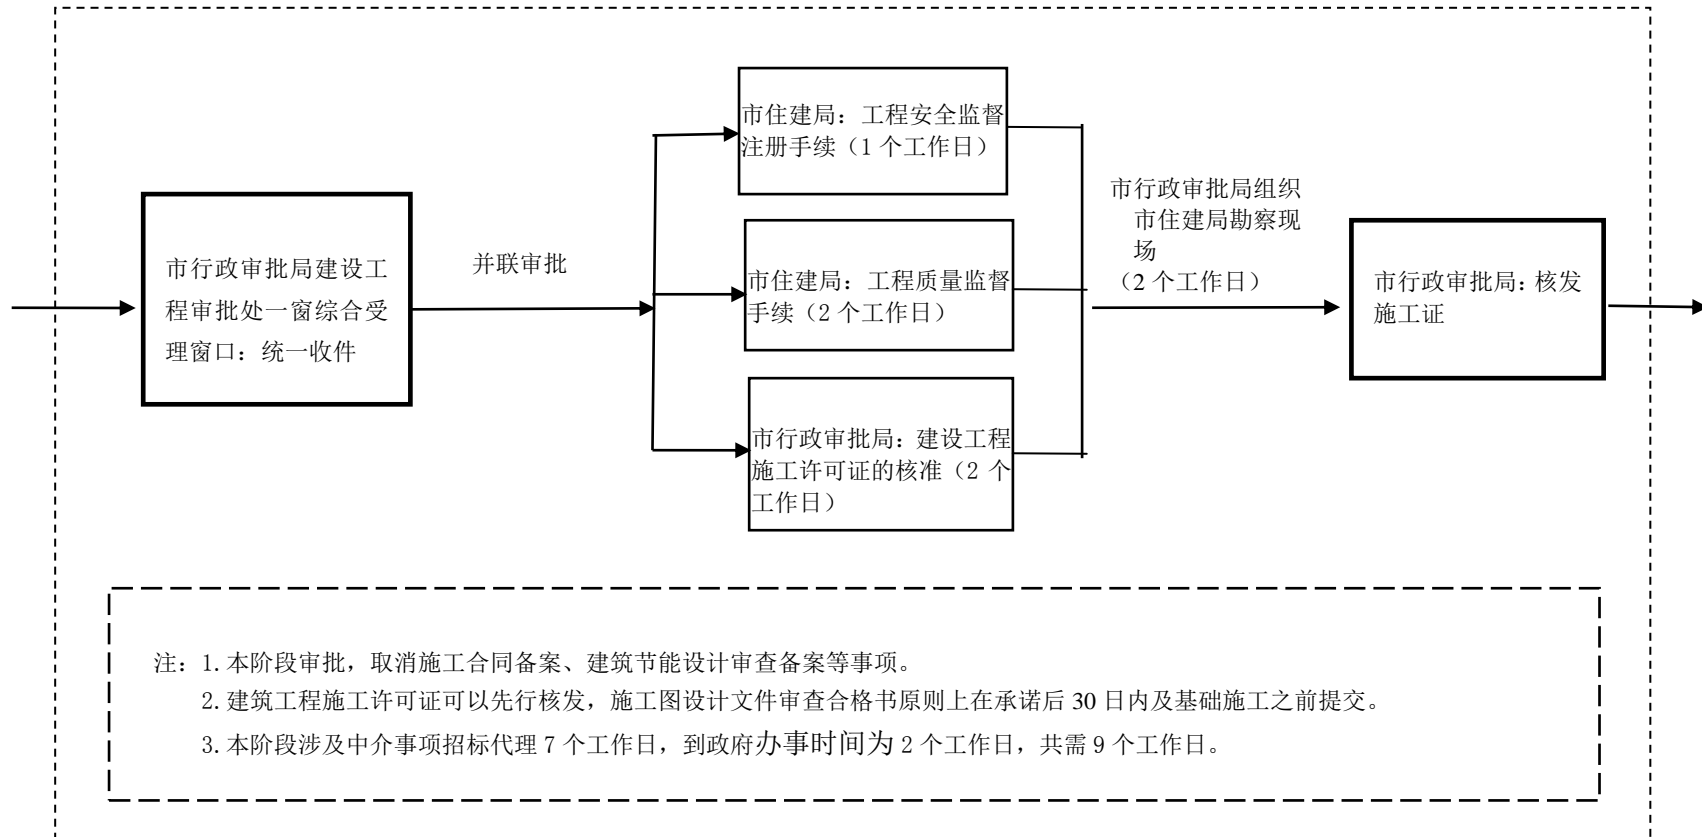 市住建局：工程安全监督
注册手续（1 个工作日）
市行政审批局建设工
程审批处一窗综合受
理窗口：统一收件
并联审批
市住建局：工程质量监督
手续（2 个工作日）
市行政审批局：建设工程
施工许可证的核准（2 个
工作日）
市行政审批局组织
市住建局勘察现
场
（2 个工作日）
市行政审批局：核发
施工证
注：1.本阶段审批，取消施工合同备案、建筑节能设计审查备案等事项。
2.建筑工程施工许可证可以先行核发，施工图设计文件审查合格书原则上在承诺后 30 日内及基础施工之前提交。
3.本阶段涉及中介事项招标代理 7 个工作日，到政府办事时间为 2 个工作日，共需 9 个工作日。